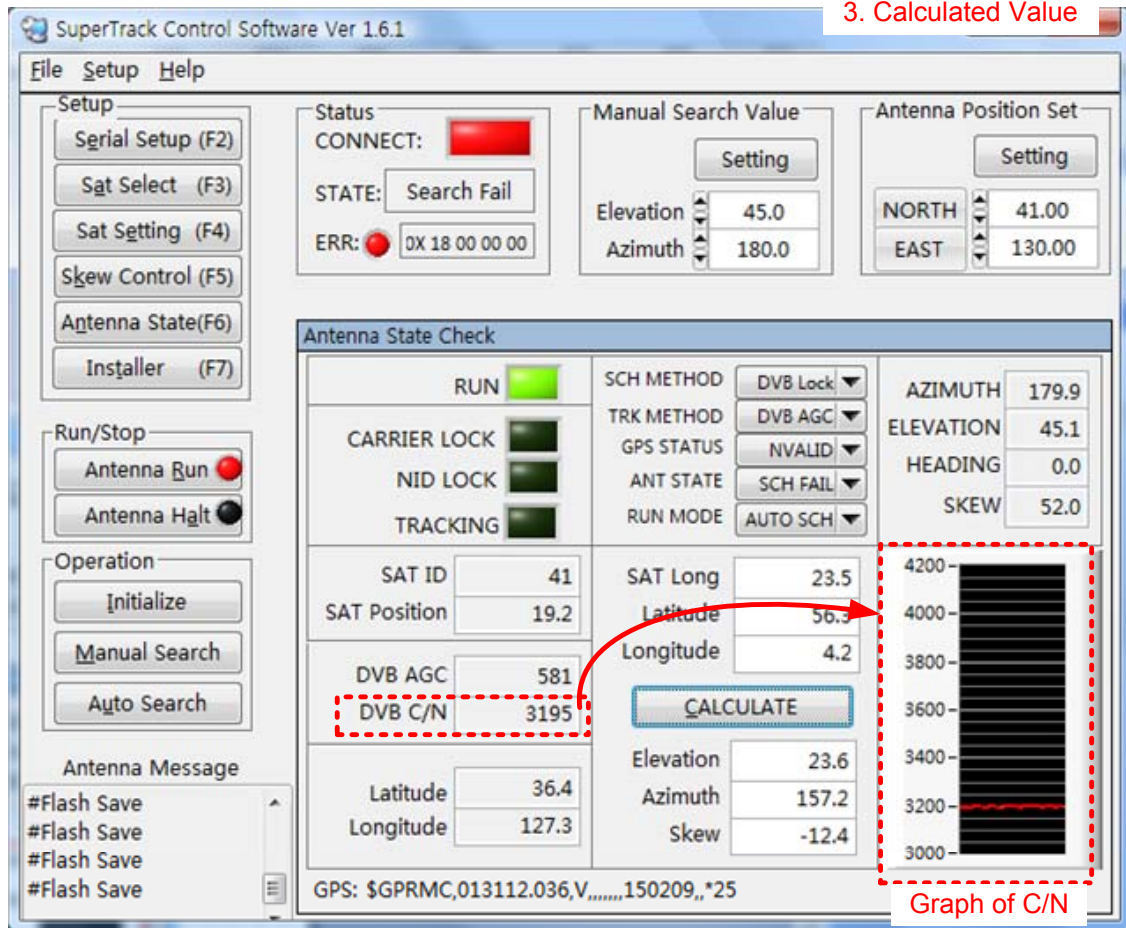 3. Calculated Value
SuperTrack Control Software Ver 1.6.1
File Setup Help
Setup
Serial Setup (F2)
Sat Select (F3)
Sat Setting (F4)
Skew Control (F5)
Antenna State(F6)
Installer (F7)
Run/Stop
Antenna Run
Antenna Halt
Operation
Initialize
Manual Search
Auto Search
Antenna Message
#Flash Save
#Flash Save
#Flash Save
#Flash Save
Status
CONNECT:
STATE: Search Fail
ERR: 0X 18 00 00 00
Manual Search Value
Setting
Elevation 45.0
Azimuth 180.0
Antenna Position Set
Setting
NORTH 41.00
EAST 130.00
Antenna State Check
RUN
CARRIER LOCK
NID LOCK
TRACKING
SCH METHOD DVB Lock
TRK METHOD DVB AGC
GPS STATUS NVALID
ANT STATE SCH FAIL
RUN MODE AUTO SCH
AZIMUTH 179.9
ELEVATION 45.1
HEADING 0.0
SKEW 52.0
SAT ID 41
SAT Position 19.2
DVB AGC 581
DVB C/N 3195
Latitude 36.4
Longitude 127.3
SAT Long 23.5
Latitude 56.3
Longitude 4.2
CALCULATE
Elevation 23.6
Azimuth 157.2
Skew -12.4
4200
4000
3800
3600
3400
3200
3000
GPS: $GPRMC,013112.036,V,,,,,,,150209,,*25
Graph of C/N